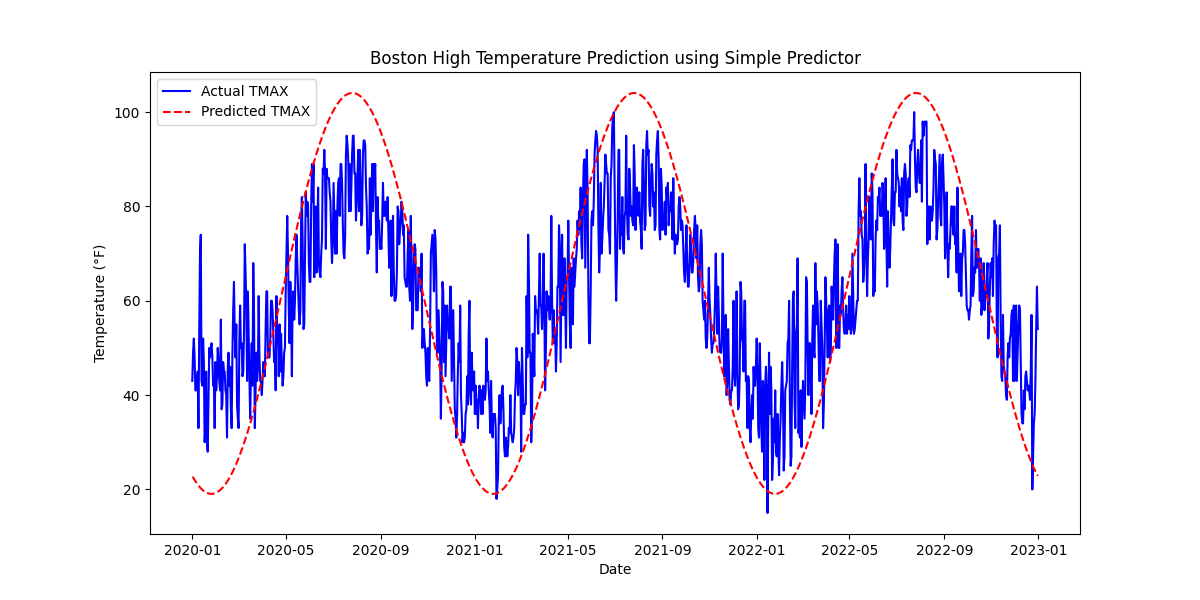 Boston High Temperature Prediction using Simple Predictor
Actual TMAX
Predicted TMAX
100
80
60
40
20
Temperature (°F)
2020-01 2020-05 2020-09 2021-01 2021-05 2021-09 2022-01 2022-05 2022-09 2023-01
Date